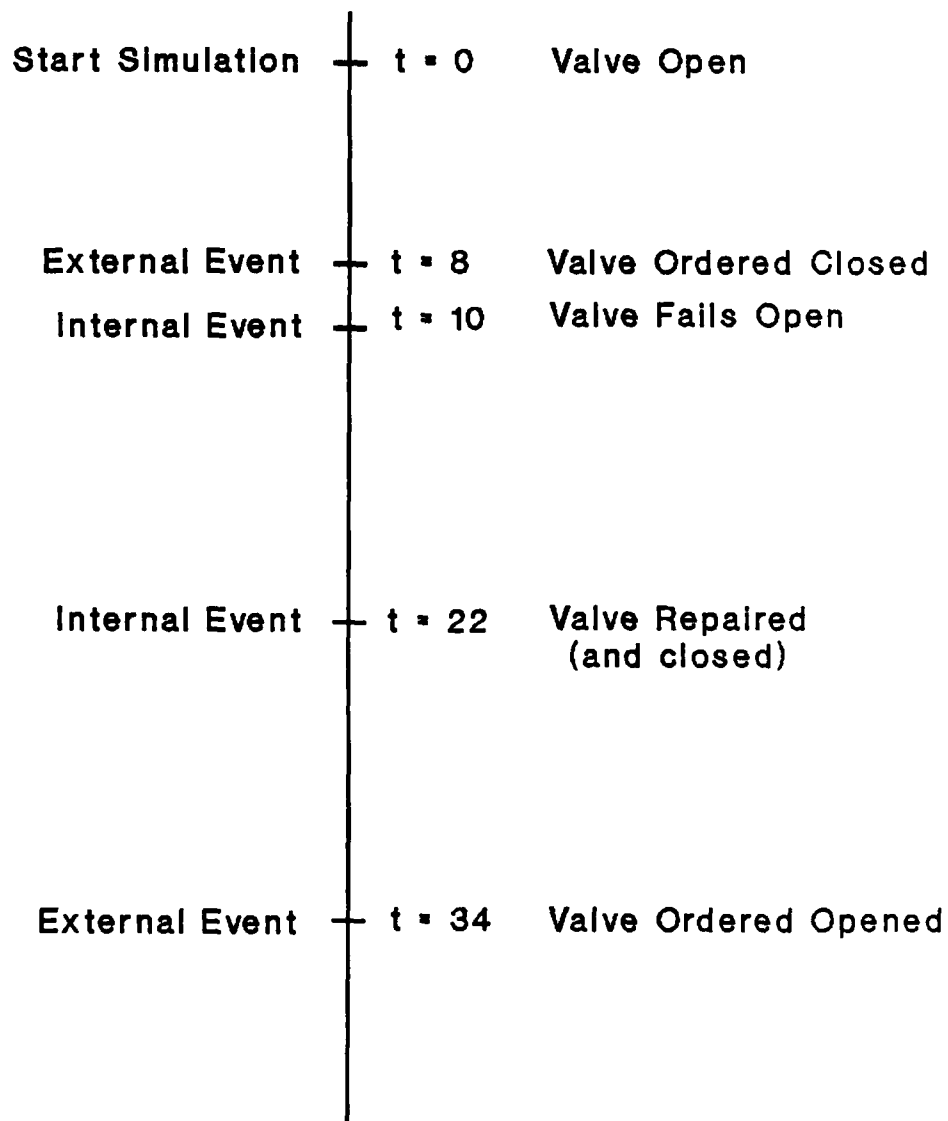 Start Simulation t = 0 Valve Open
External Event t = 8 Valve Ordered Closed
Internal Event t = 10 Valve Fails Open
Internal Event t = 22 Valve Repaired
(and closed)
External Event t = 34 Valve Ordered Opened